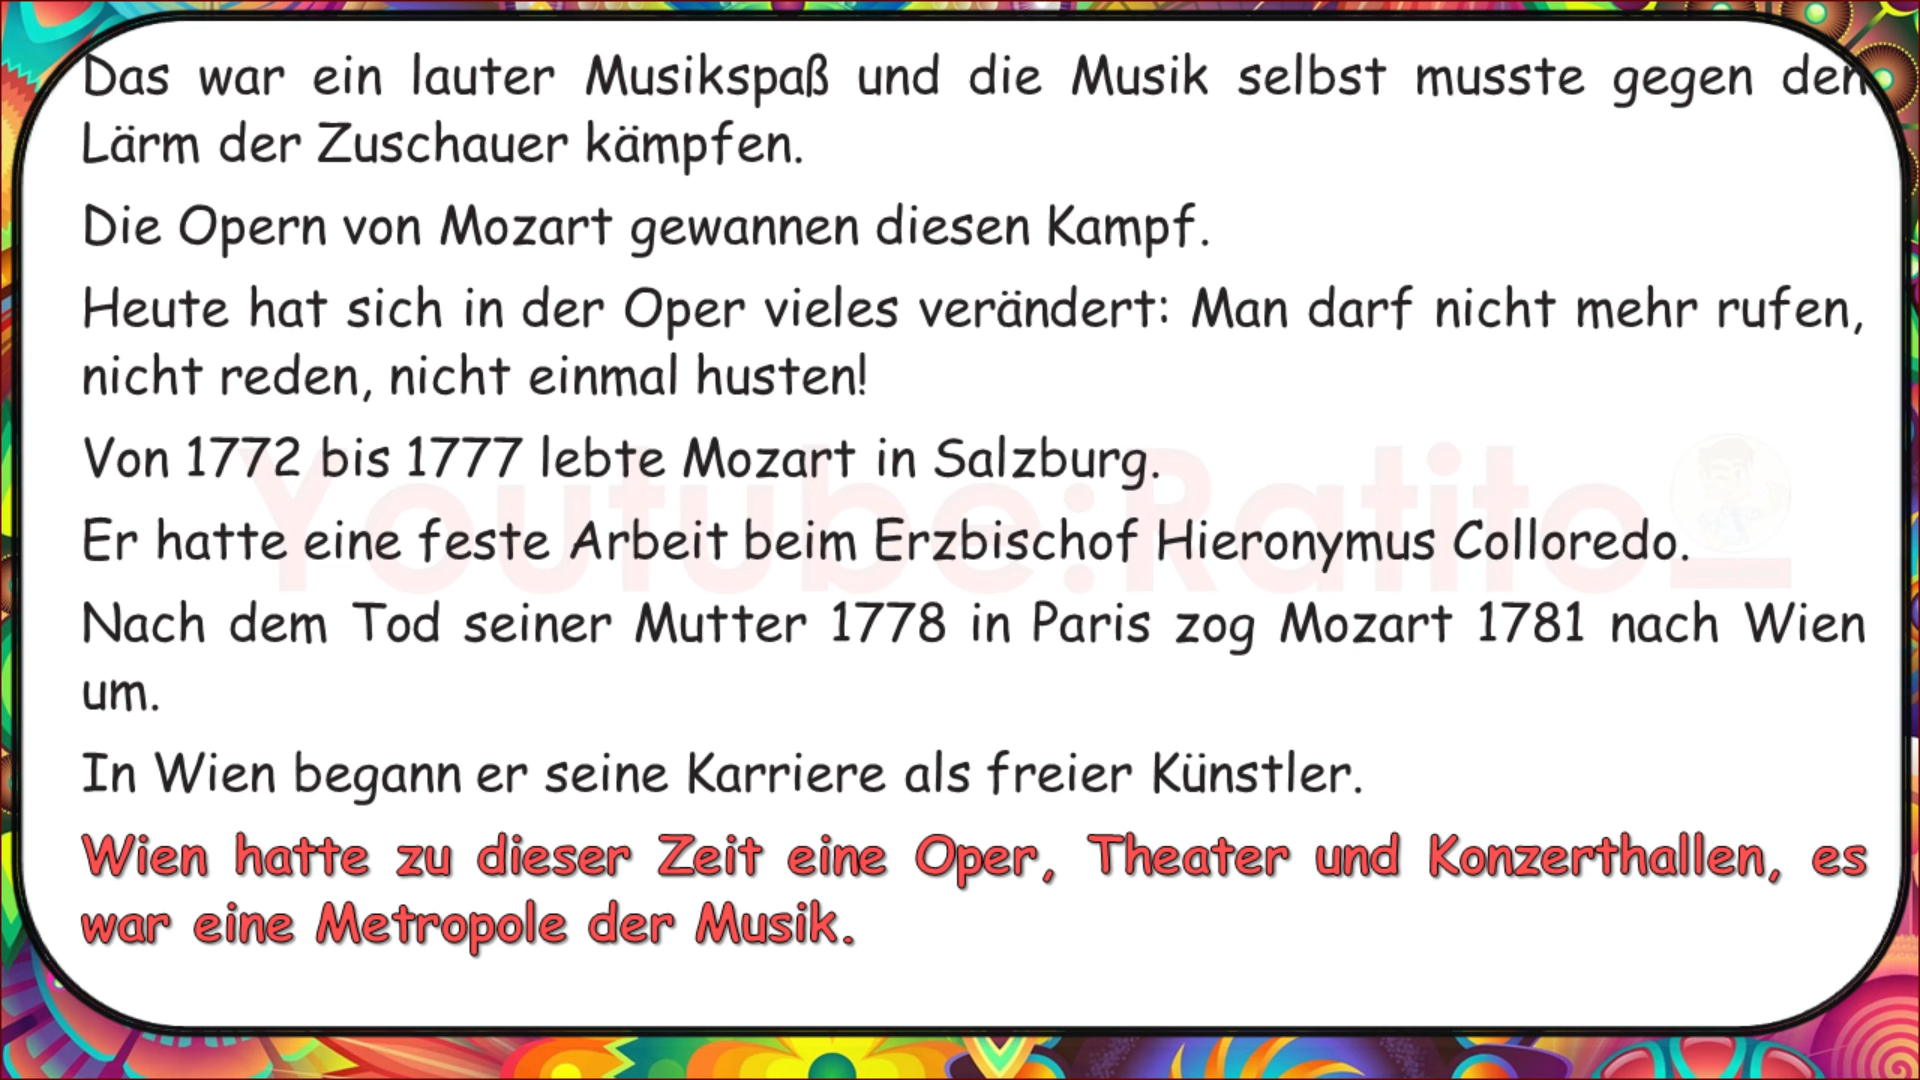 Das war ein lauter Musikspaß und die Musik selbst musste gegen den
Lärm der Zuschauer kämpfen.
Die Opern von Mozart gewannen diesen Kampf.
Heute hat sich in der Oper vieles verändert: Man darf nicht mehr rufen,
nicht reden, nicht einmal husten!
Von 1772 bis 1777 lebte Mozart in Salzburg.
Youtube:Ratito
Er hatte eine feste Arbeit beim Erzbischof Hieronymus Colloredo.
Nach dem Tod seiner Mutter 1778 in Paris zog Mozart 1781 nach Wien
um.
In Wien begann er seine Karriere als freier Künstler.
Wien hatte zu dieser Zeit eine Oper, Theater und Konzerthallen, es
war eine Metropole der Musik.